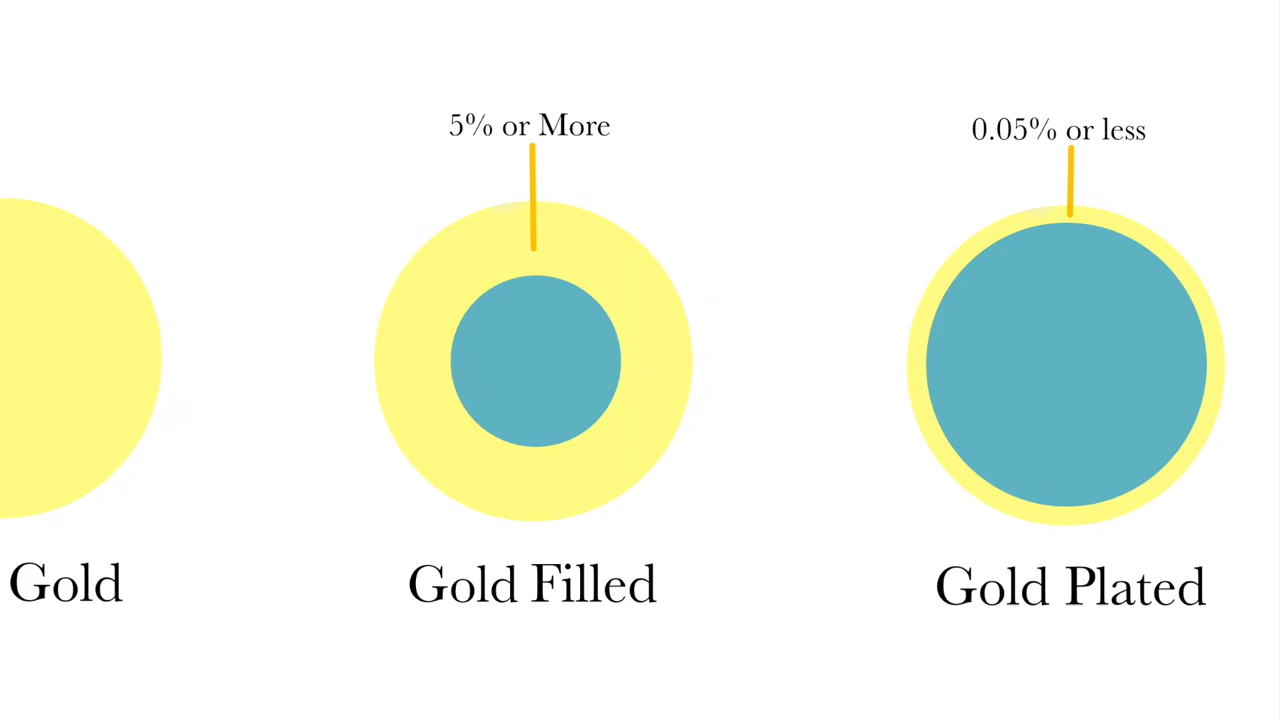 5% or More
0.05% or less
Gold
Gold Filled
Gold Plated